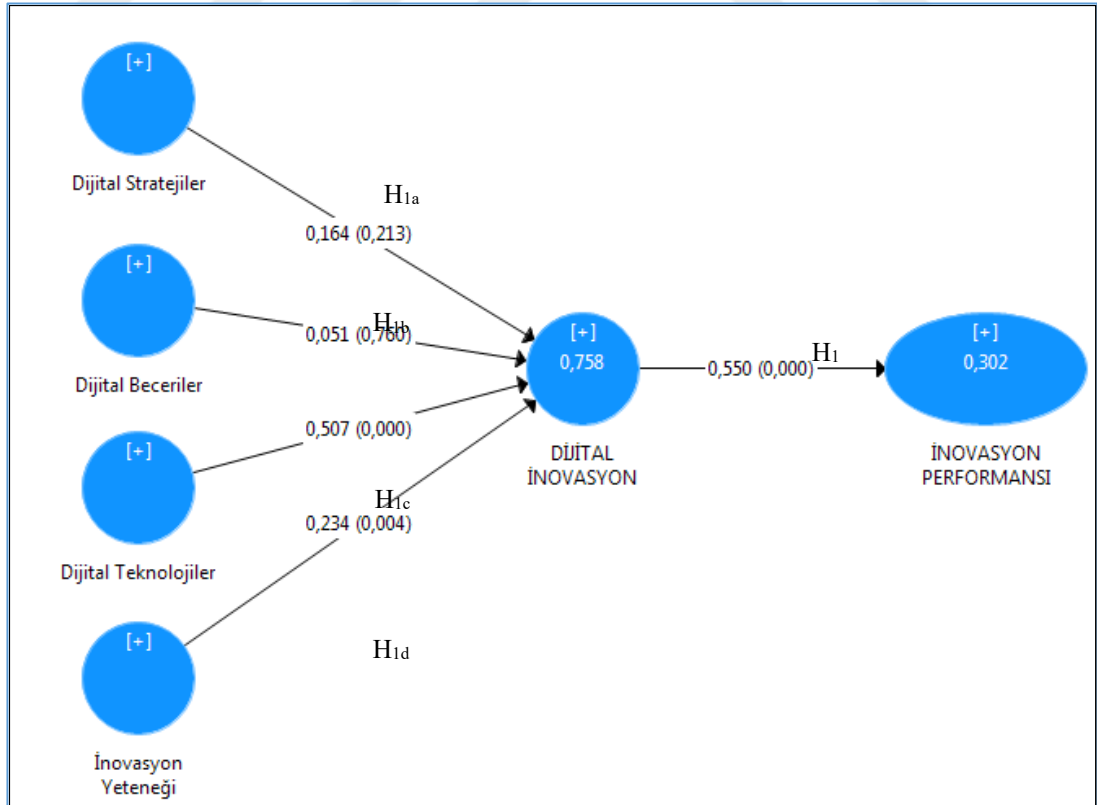 [+]
Dijital Stratejiler
H1a
0,164 (0,213)
[+]
H1b
0,051 (0,760)
Dijital Beceriler
[+]
0,758
H1
0,550 (0,000)
[+]
0,302
0,507 (0,000)
[+]
DİJİTAL
İNOVASYON
İNOVASYON
PERFORMANSI
H1c
0,234 (0,004)
Dijital Teknolojiler
[+]
H1d
İnovasyon
Yeteneği